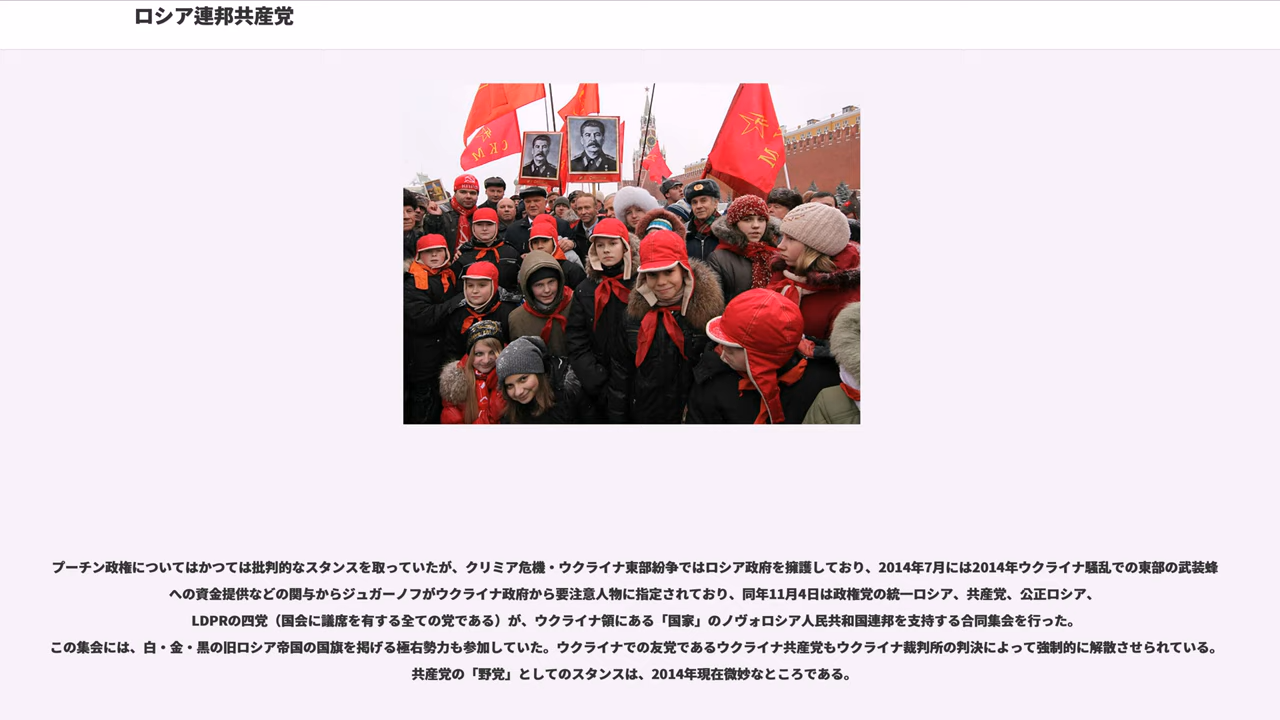 ロシア連邦共産党
СКМ
プーチン政権についてはかつては批判的なスタンスを取っていたが、クリミア危機・ウクライナ東部紛争ではロシア政府を擁護しており、2014年7月には2014年ウクライナ騒乱での東部の武装蜂
への資金提供などの関与からジュガーノフがウクライナ政府から要注意人物に指定されており、同年11月4日は政権党の統一ロシア、共産党、公正ロシア、
LDPRの四党（国会に議席を有する全ての党である）が、ウクライナ領にある「国家」のノヴォロシア人民共和国連邦を支持する合同集会を行った。
この集会には、白・金・黒の旧ロシア帝国の国旗を掲げる極右勢力も参加していた。ウクライナでの友党であるウクライナ共産党もウクライナ裁判所の判決によって強制的に解散させられている。
共産党の「野党」としてのスタンスは、2014年現在微妙なところである。